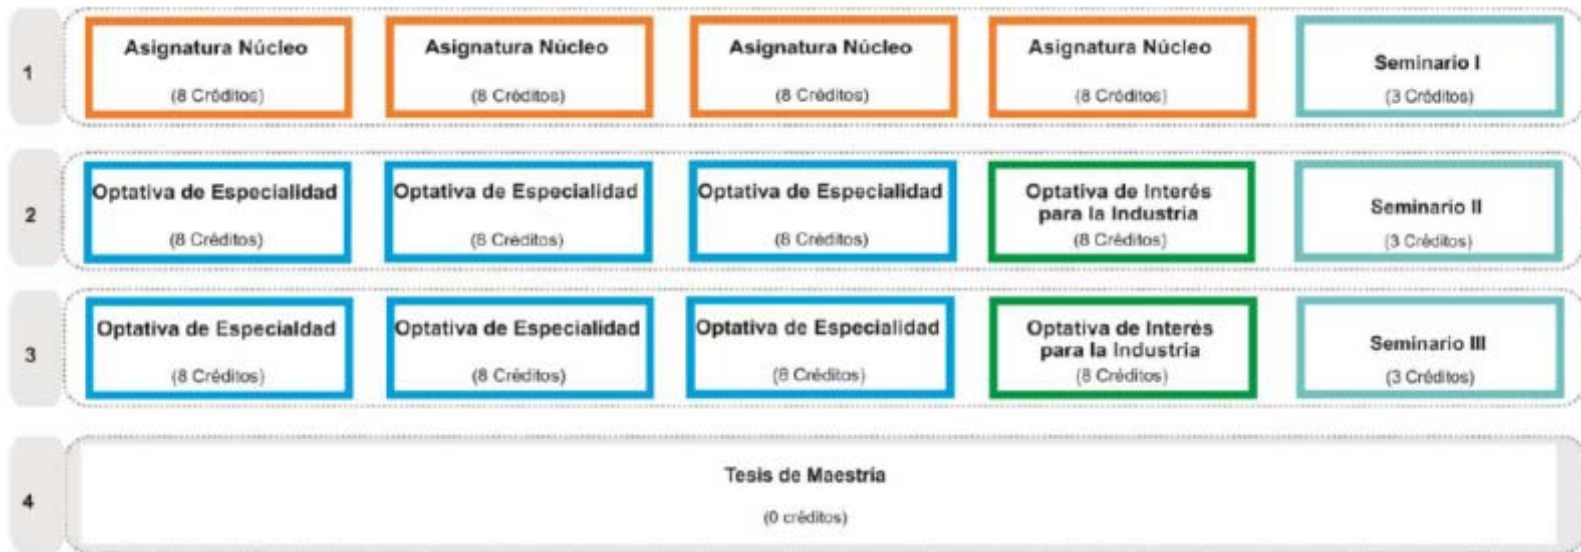 1
Asignatura Núcleo
(8 Créditos)
Asignatura Núcleo
(8 Créditos)
Asignatura Núcleo
(8 Créditos)
Asignatura Núcleo
(8 Créditos)
Seminario I
(3 Créditos)
2
Optativa de Especialidad
(8 Créditos)
Optativa de Especialidad
(8 Créditos)
Optativa de Especialidad
(8 Créditos)
Optativa de Interés
para la Industria
(8 Créditos)
Seminario II
(3 Créditos)
3
Optativa de Especialdad
(8 Créditos)
Optativa de Especialidad
(8 Créditos)
Optativa de Especialidad
(8 Créditos)
Optativa de Interés
para la Industria
(8 Créditos)
Seminario III
(3 Créditos)
4
Tesis de Maestría
(0 créditos)